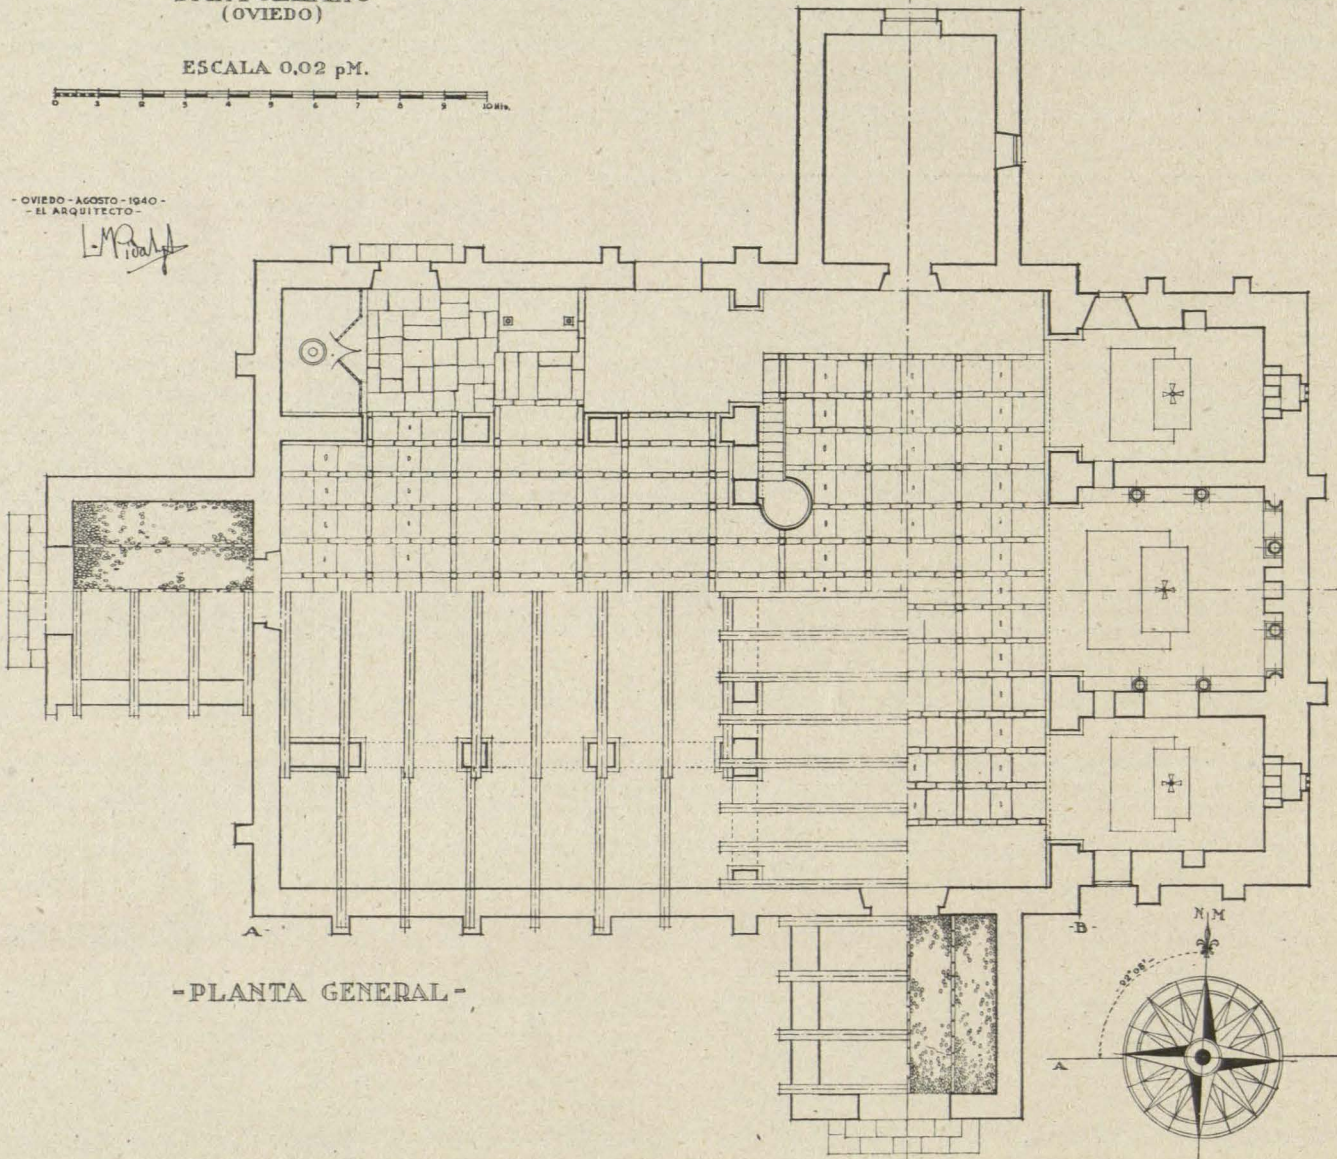 (OVIEDO)
ESCALA 0,02 pM.
0 1 2 3 4 5 6 7 8 9 10 Mts.
- OVIEDO - AGOSTO - 1940 -
- EL ARQUITECTO -
A -
- B -
- PLANTA GENERAL -
N M
A